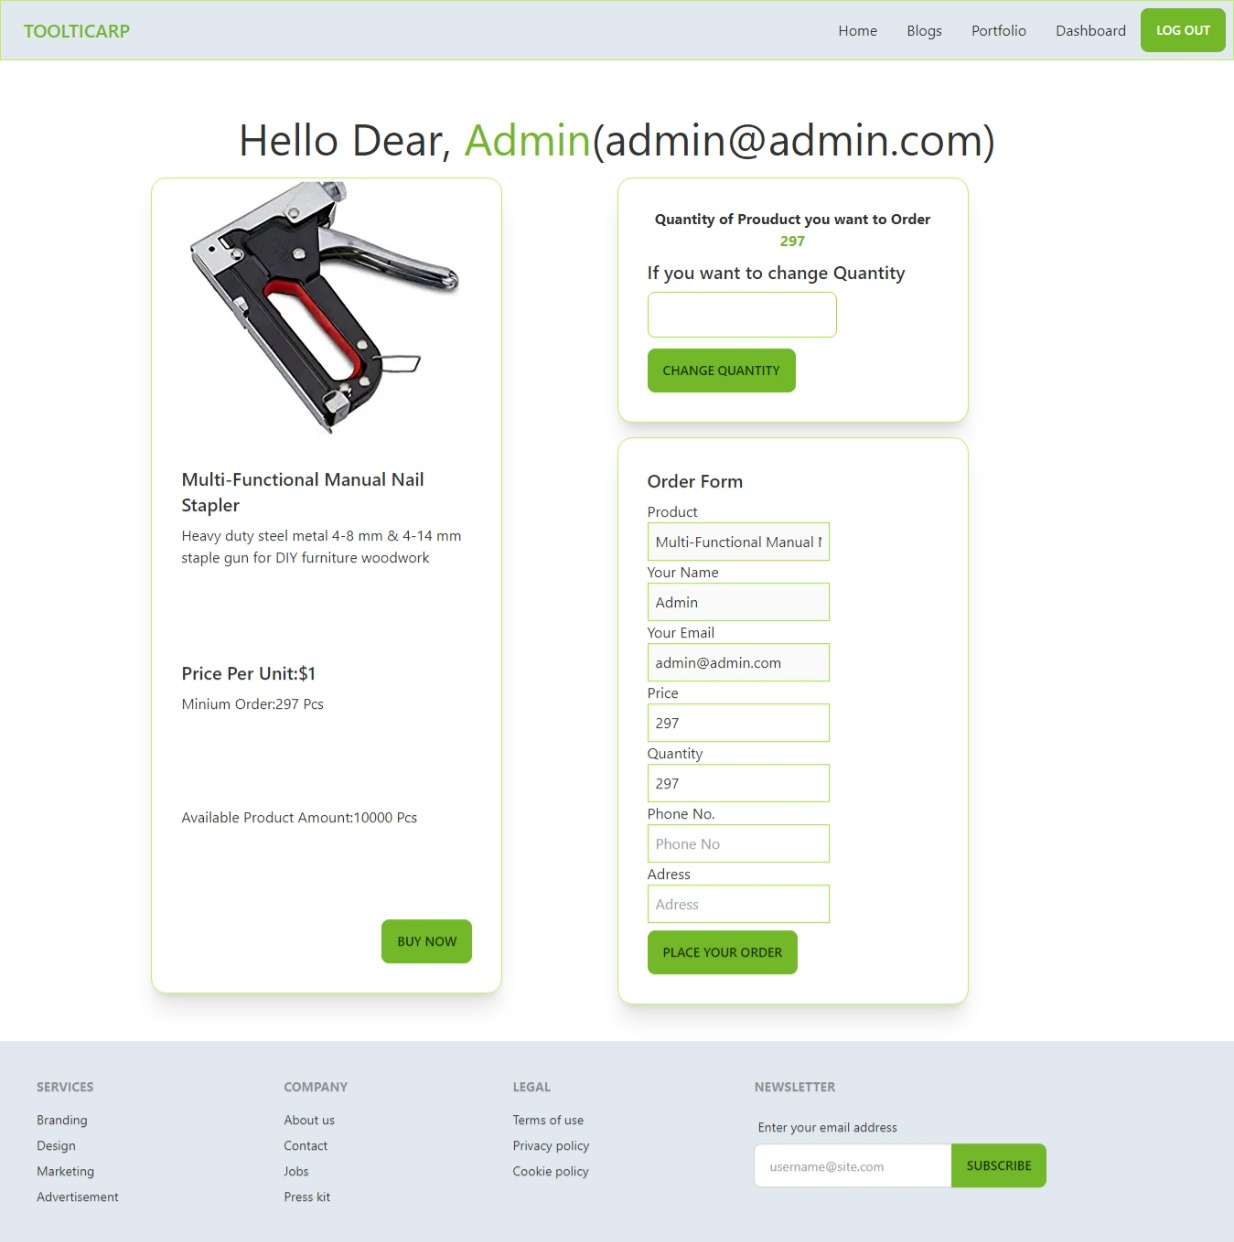 TOOLTICARP
Home Blogs Portfolio Dashboard LOG OUT
Hello Dear, Admin(admin@admin.com)
Multi-Functional Manual Nail
Stapler
Heavy duty steel metal 4-8 mm & 4-14 mm
staple gun for DIY furniture woodwork
Price Per Unit:$1
Minium Order:297 Pcs
Available Product Amount:10000 Pcs
BUY NOW
Quantity of Prouduct you want to Order
297
If you want to change Quantity
CHANGE QUANTITY
Order Form
Product
Multi-Functional Manual
Your Name
Admin
Your Email
admin@admin.com
Price
297
Quantity
297
Phone No.
Phone No
Adress
Adress
PLACE YOUR ORDER
SERVICES
Branding
Design
Marketing
Advertisement
COMPANY
About us
Contact
Jobs
Press kit
LEGAL
Terms of use
Privacy policy
Cookie policy
NEWSLETTER
Enter your email address
username@site.com
SUBSCRIBE